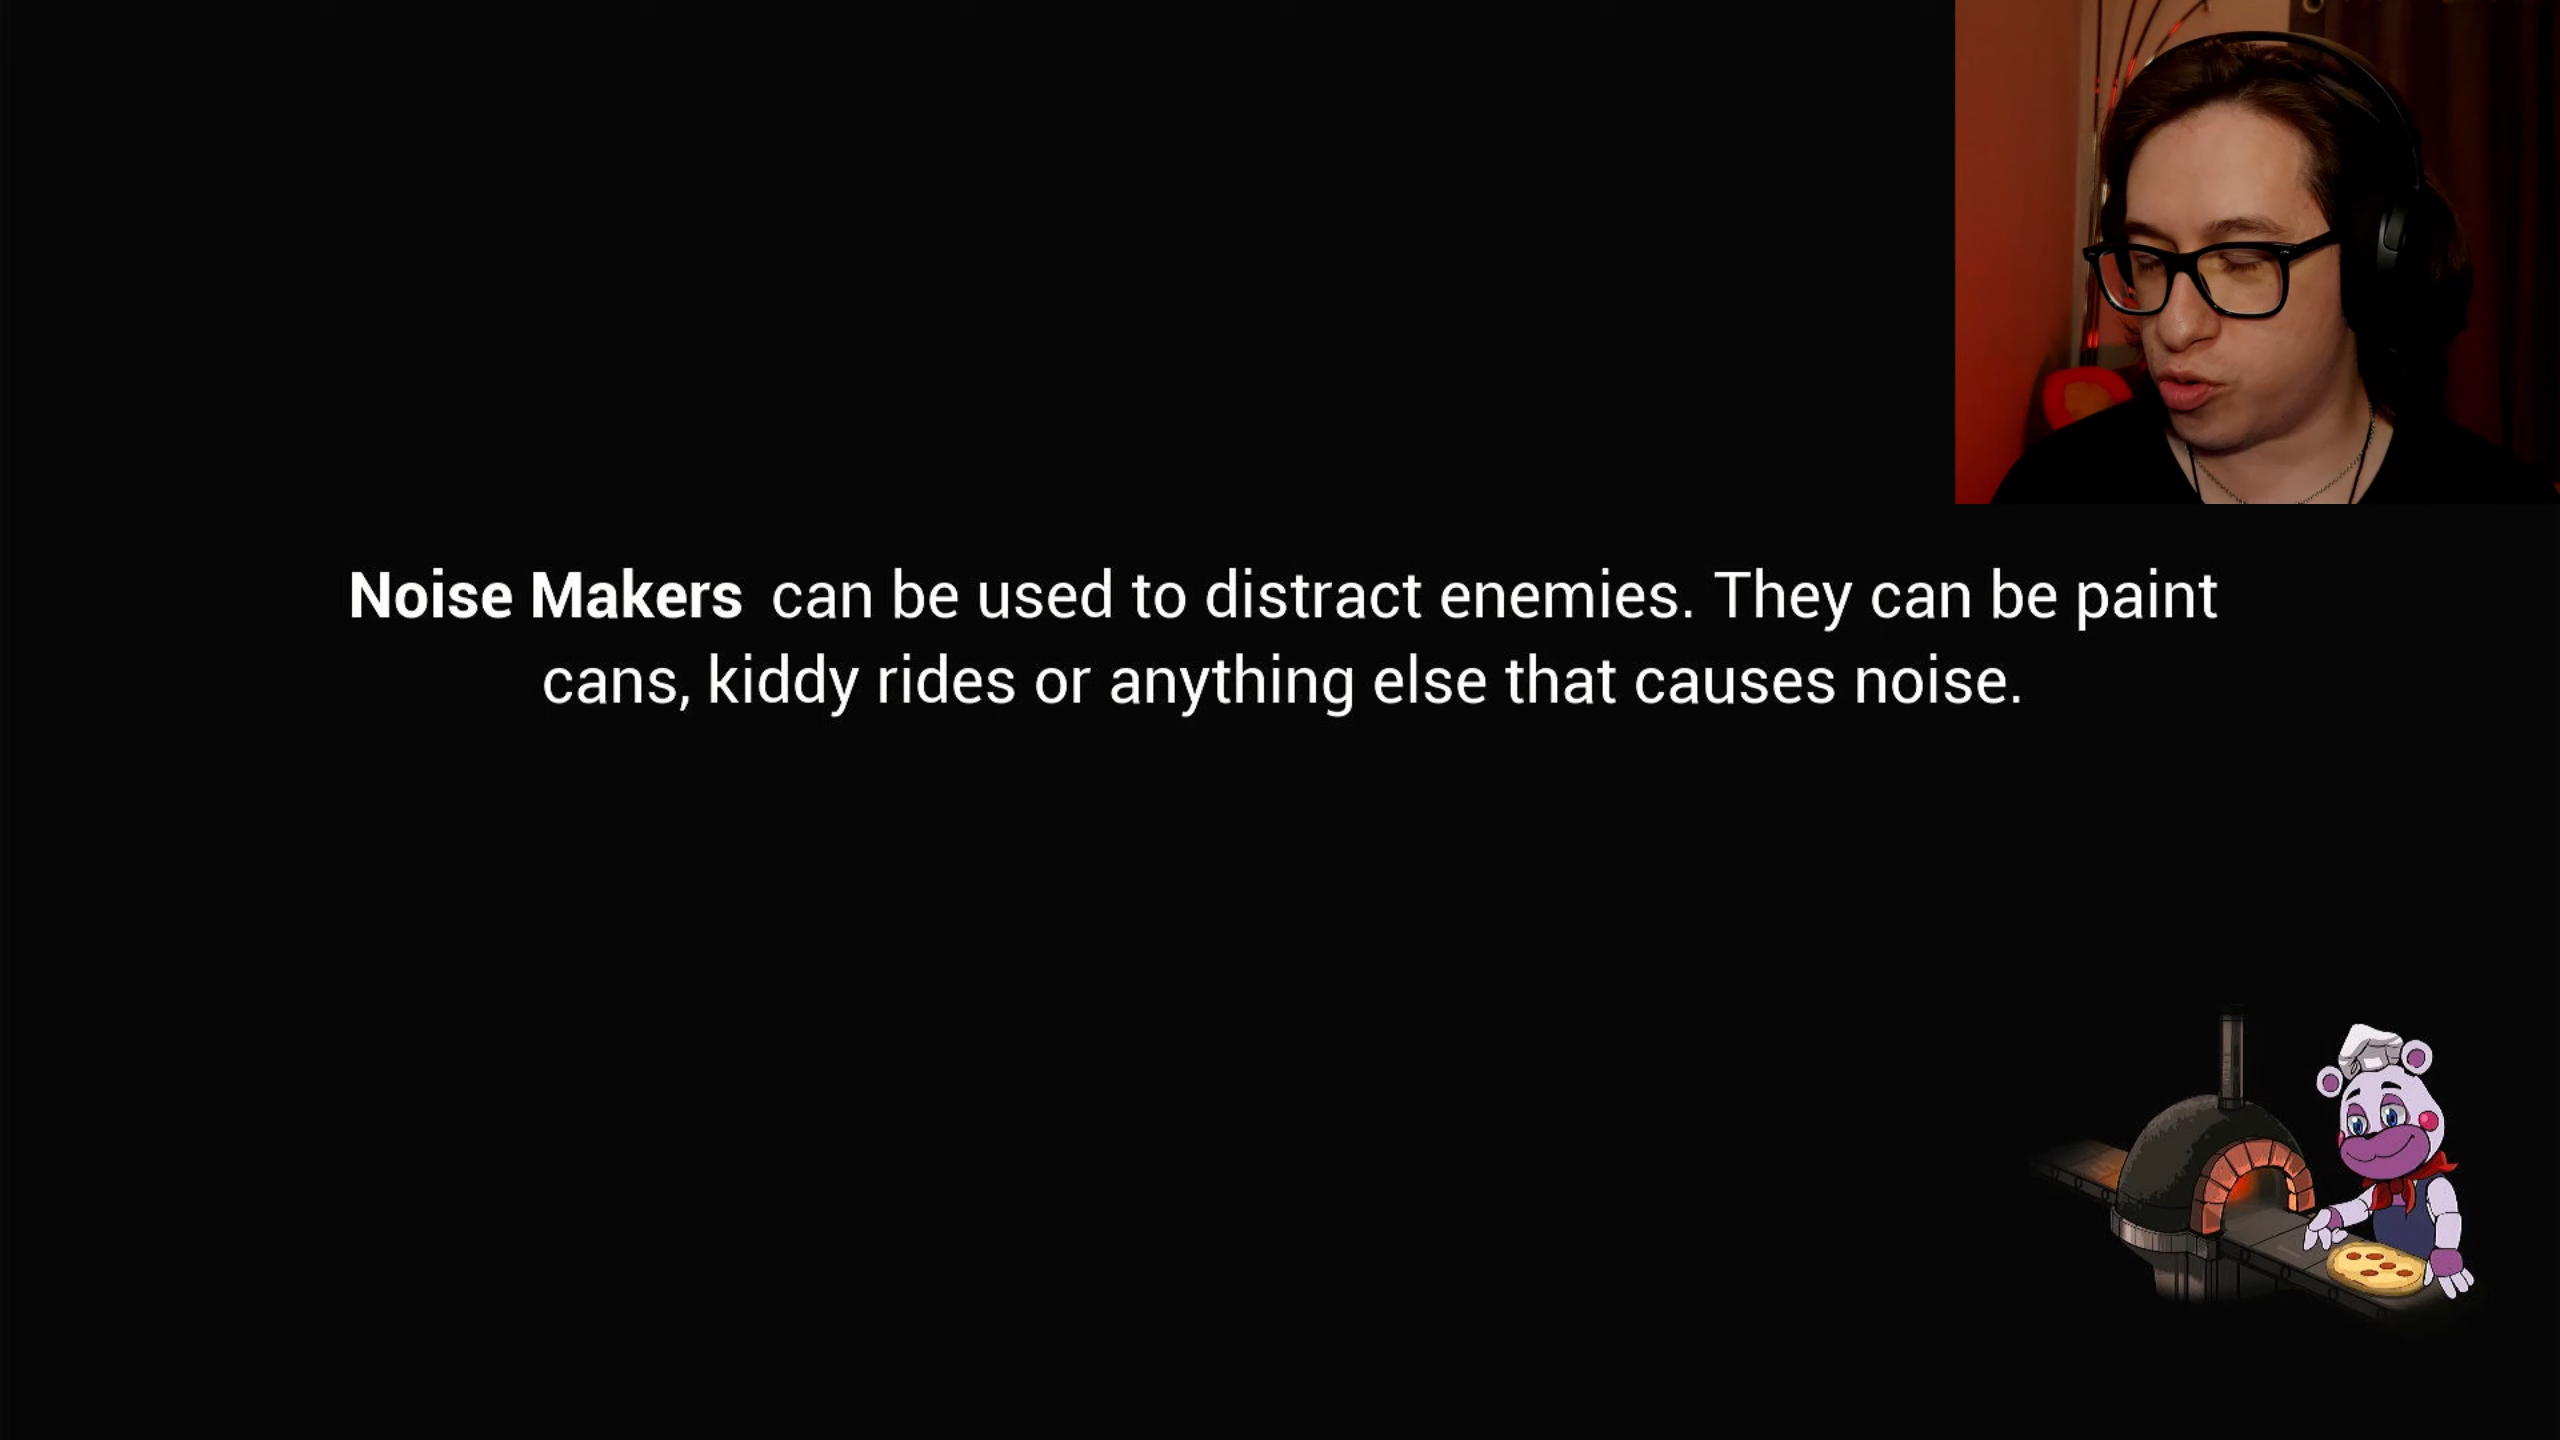 Noise Makers can be used to distract enemies. They can be paint
cans, kiddy rides or anything else that causes noise.